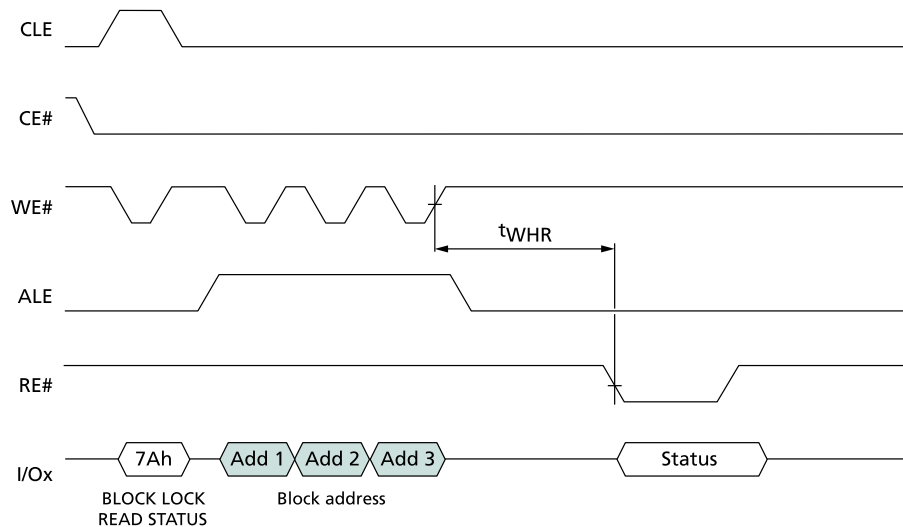 CLE
CE#
WE#
tWHR
ALE
RE#
I/Ox
7Ah
Add 1
Add 2
Add 3
Status
BLOCK LOCK
READ STATUS
Block address